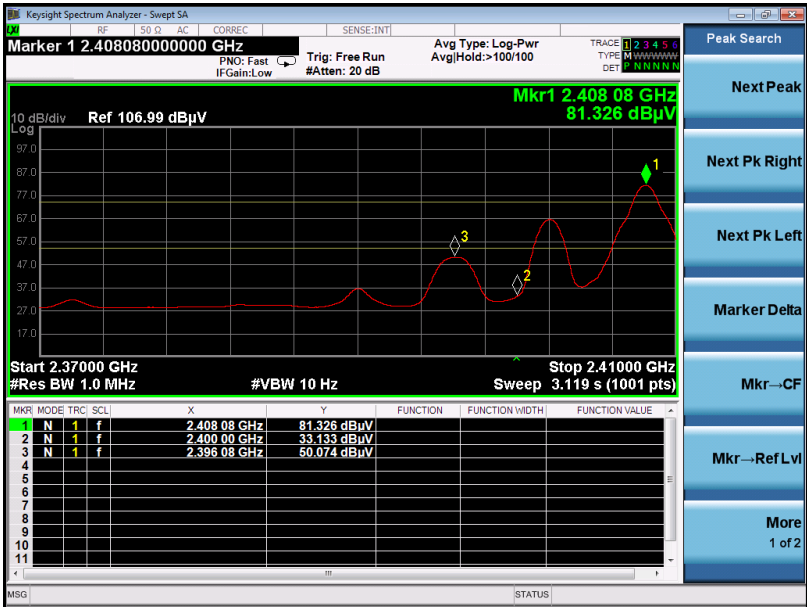 Keysight Spectrum Analyzer - Swept SA
LXI RF 50 Ω AC CORREC SENSE:INT
Marker 1 2.408080000000 GHz
PNO: Fast
IFGain:Low
Trig: Free Run
#Atten: 20 dB
Avg Type: Log-Pwr
Avg|Hold:>100/100
TRACE 1 2 3 4 5 6
TYPE M WWWWW
DET P N N N N N
Mkr1 2.408 08 GHz
81.326 dBµV
10 dB/div Ref 106.99 dBµV
Log
97.0
87.0
77.0
67.0
57.0
47.0
37.0
27.0
17.0
1
3
2
Start 2.37000 GHz Stop 2.41000 GHz
#Res BW 1.0 MHz #VBW 10 Hz Sweep 3.119 s (1001 pts)
MKR MODE TRC SCL X Y FUNCTION FUNCTION WIDTH FUNCTION VALUE
1 N 1 f 2.408 08 GHz 81.326 dBµV
2 N 1 f 2.400 00 GHz 33.133 dBµV
3 N 1 f 2.396 08 GHz 50.074 dBµV
4
5
6
7
8
9
10
11
MSG STATUS
Peak Search
Next Peak
Next Pk Right
Next Pk Left
Marker Delta
Mkr→CF
Mkr→Ref Lvl
More
1 of 2